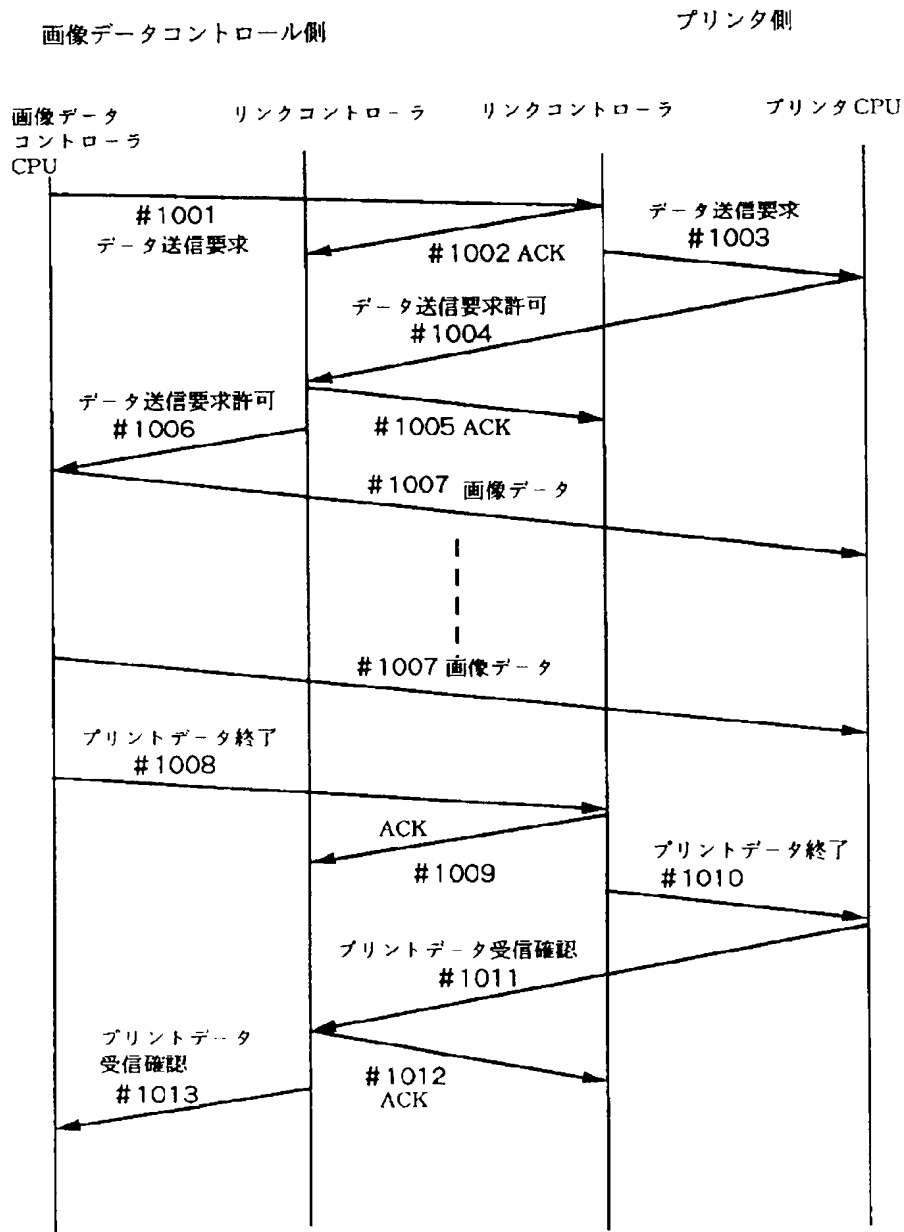 画像データコントロール側
プリンタ側
画像データ
コントローラ
CPU
リンクコントローラ
リンクコントローラ
プリンタCPU
#1001
データ送信要求
#1002 ACK
データ送信要求
#1003
データ送信要求許可
#1004
データ送信要求許可
#1006
#1005 ACK
#1007 画像データ
#1007 画像データ
プリントデータ終了
#1008
ACK
#1009
プリントデータ終了
#1010
プリントデータ受信確認
#1011
プリントデータ
受信確認
#1013
#1012
ACK